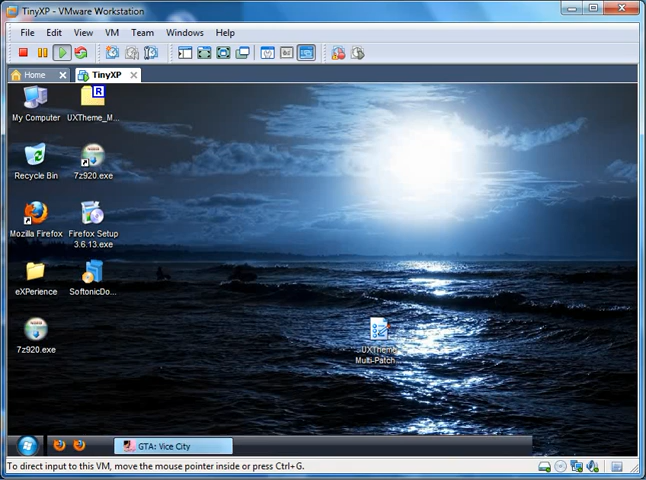 TinyXP - VMware Workstation
File Edit View VM Team Windows Help
Home TinyXP
My Computer
UXTheme_M...
Recycle Bin
7z920.exe
Mozilla Firefox
Firefox Setup
3.6.13.exe
eXPerience
SoftonicDo...
7z920.exe
UXTheme
Multi-Patch...
GTA: Vice City
To direct input to this VM, move the mouse pointer inside or press Ctrl+G.